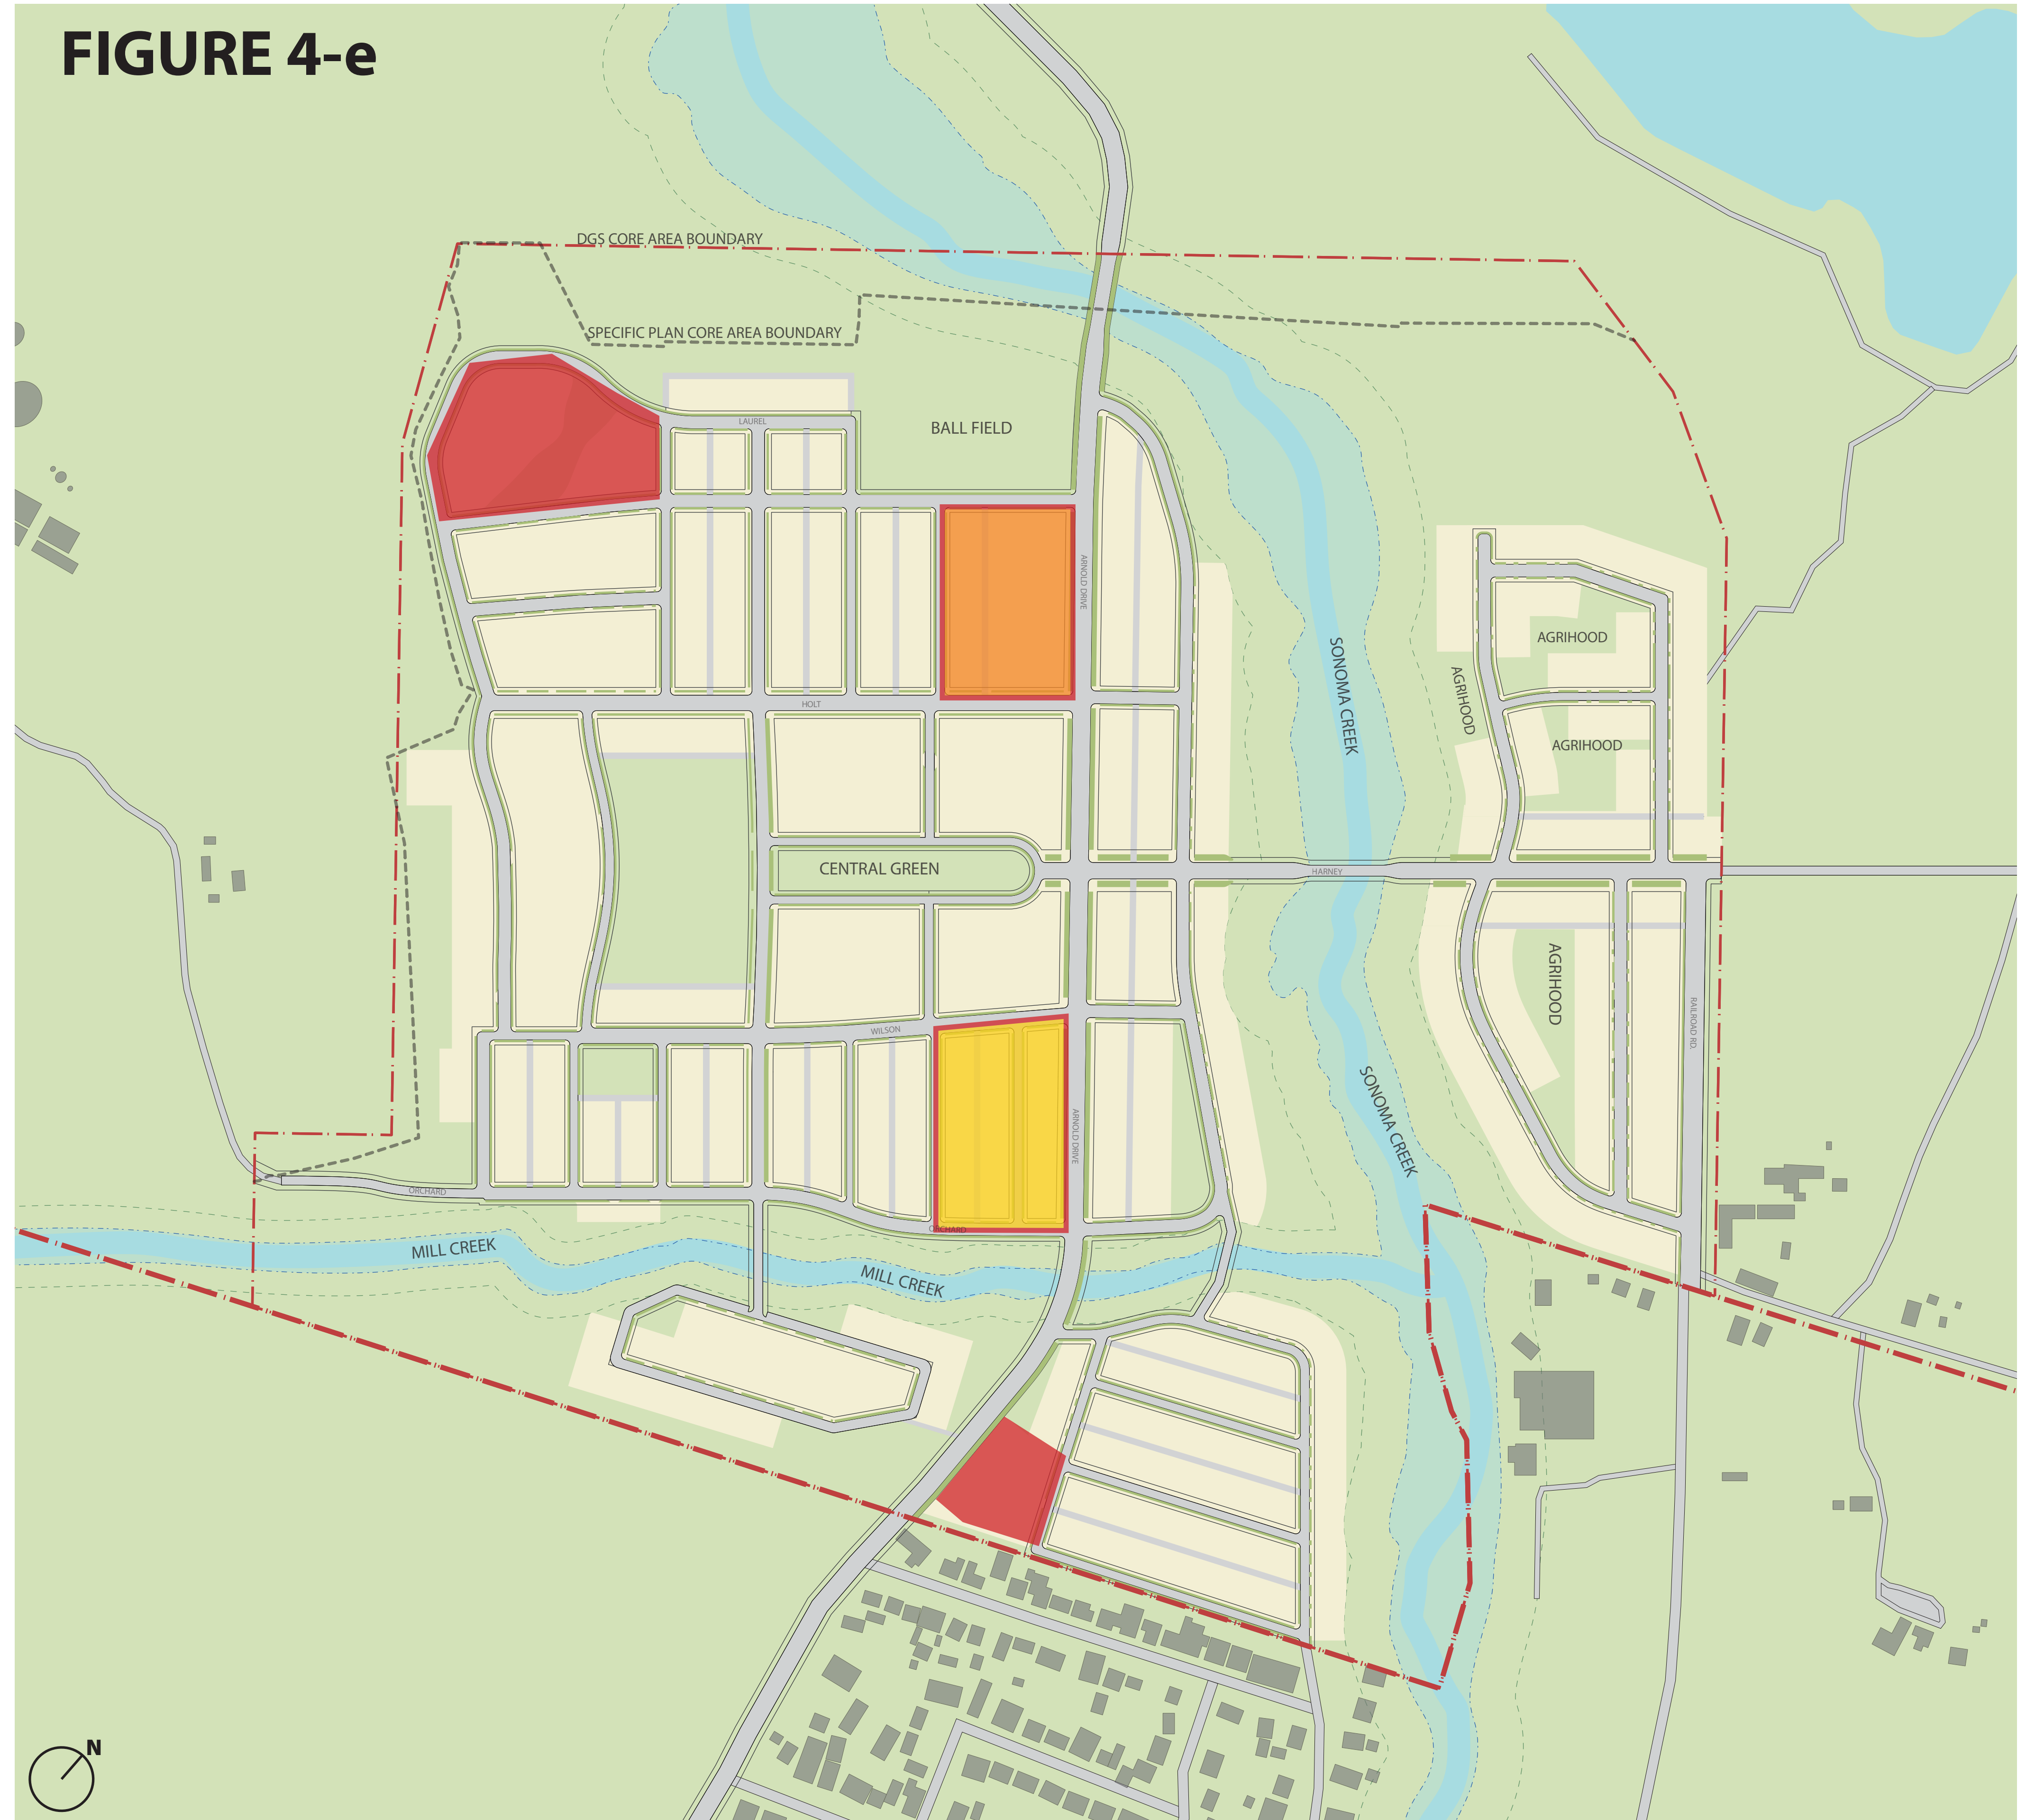 FIGURE 4-e
DGS CORE AREA BOUNDARY
SPECIFIC PLAN CORE AREA BOUNDARY
LAUREL
BALL FIELD
ARNOLD DRIVE
AGRIHOOD
SONOMA CREEK
AGRIHOOD
HOLT
AGRIHOOD
CENTRAL GREEN
HARNEY
AGRIHOOD
RAILROAD RD.
WILSON
SONOMA CREEK
ARNOLD DRIVE
ORCHARD
ORCHARD
MILL CREEK
MILL CREEK
N